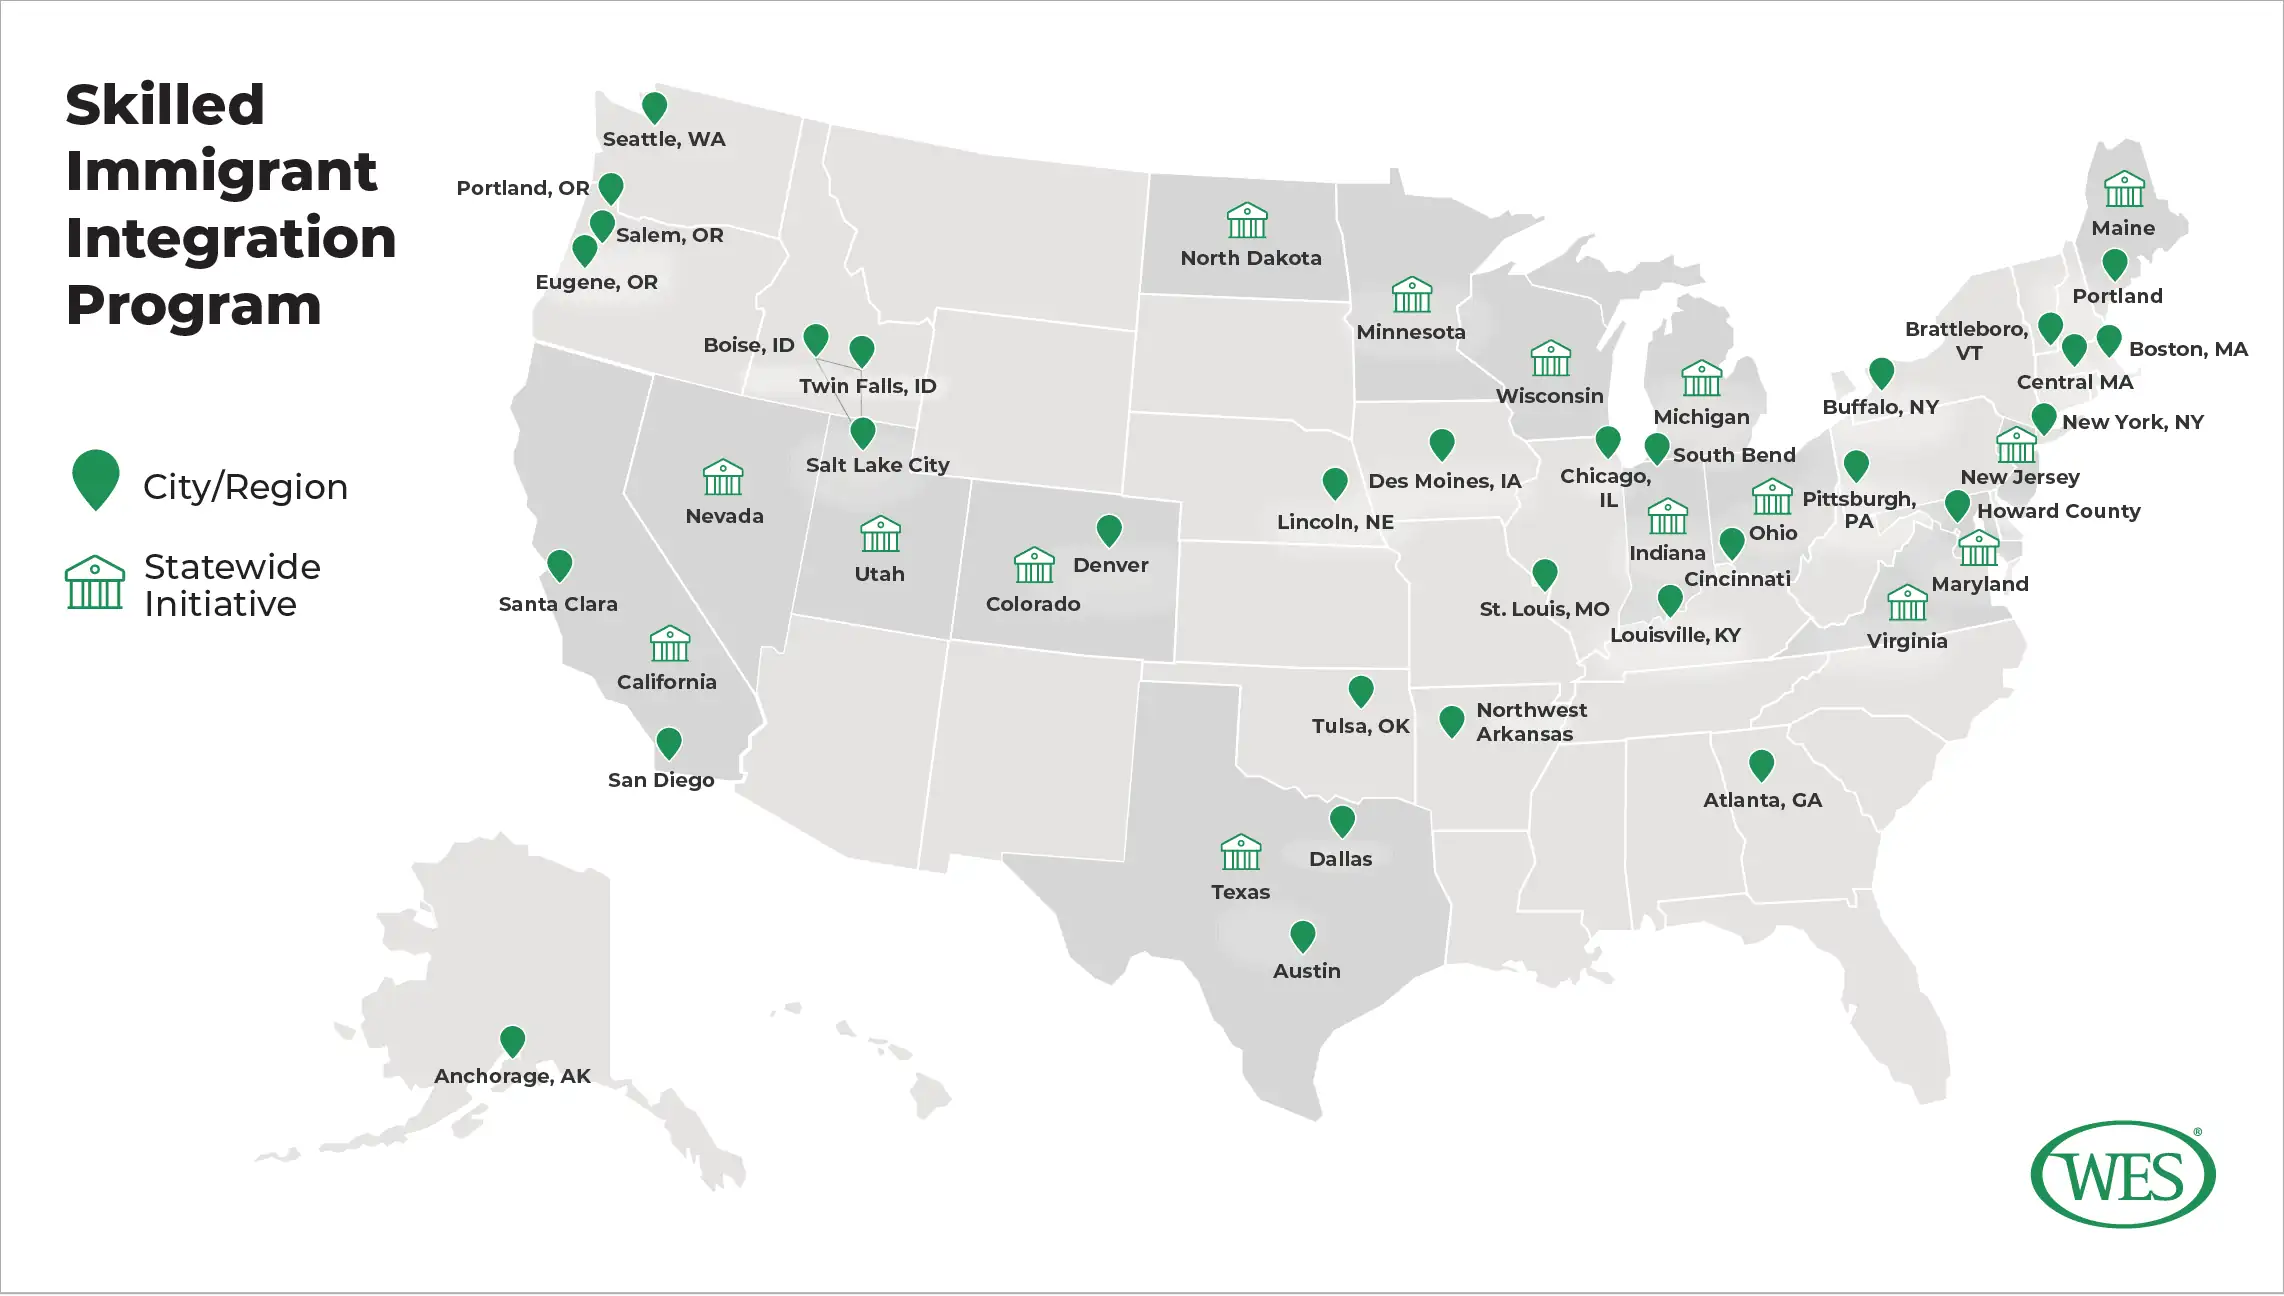 Skilled
Immigrant
Integration
Program
City/Region
Statewide
Initiative
Seattle, WA
Portland, OR
Salem, OR
Eugene, OR
Boise, ID
Twin Falls, ID
Salt Lake City
Nevada
Utah
Colorado
Denver
Santa Clara
California
San Diego
North Dakota
Minnesota
Wisconsin
Michigan
Des Moines, IA
Lincoln, NE
Chicago,
IL
South Bend
Indiana
Ohio
Cincinnati
St. Louis, MO
Louisville, KY
Tulsa, OK
Northwest
Arkansas
Atlanta, GA
Texas
Dallas
Austin
Maine
Portland
Brattleboro,
VT
Boston, MA
Central MA
Buffalo, NY
New York, NY
New Jersey
Pittsburgh,
PA
Howard County
Maryland
Virginia
Anchorage, AK
WES®